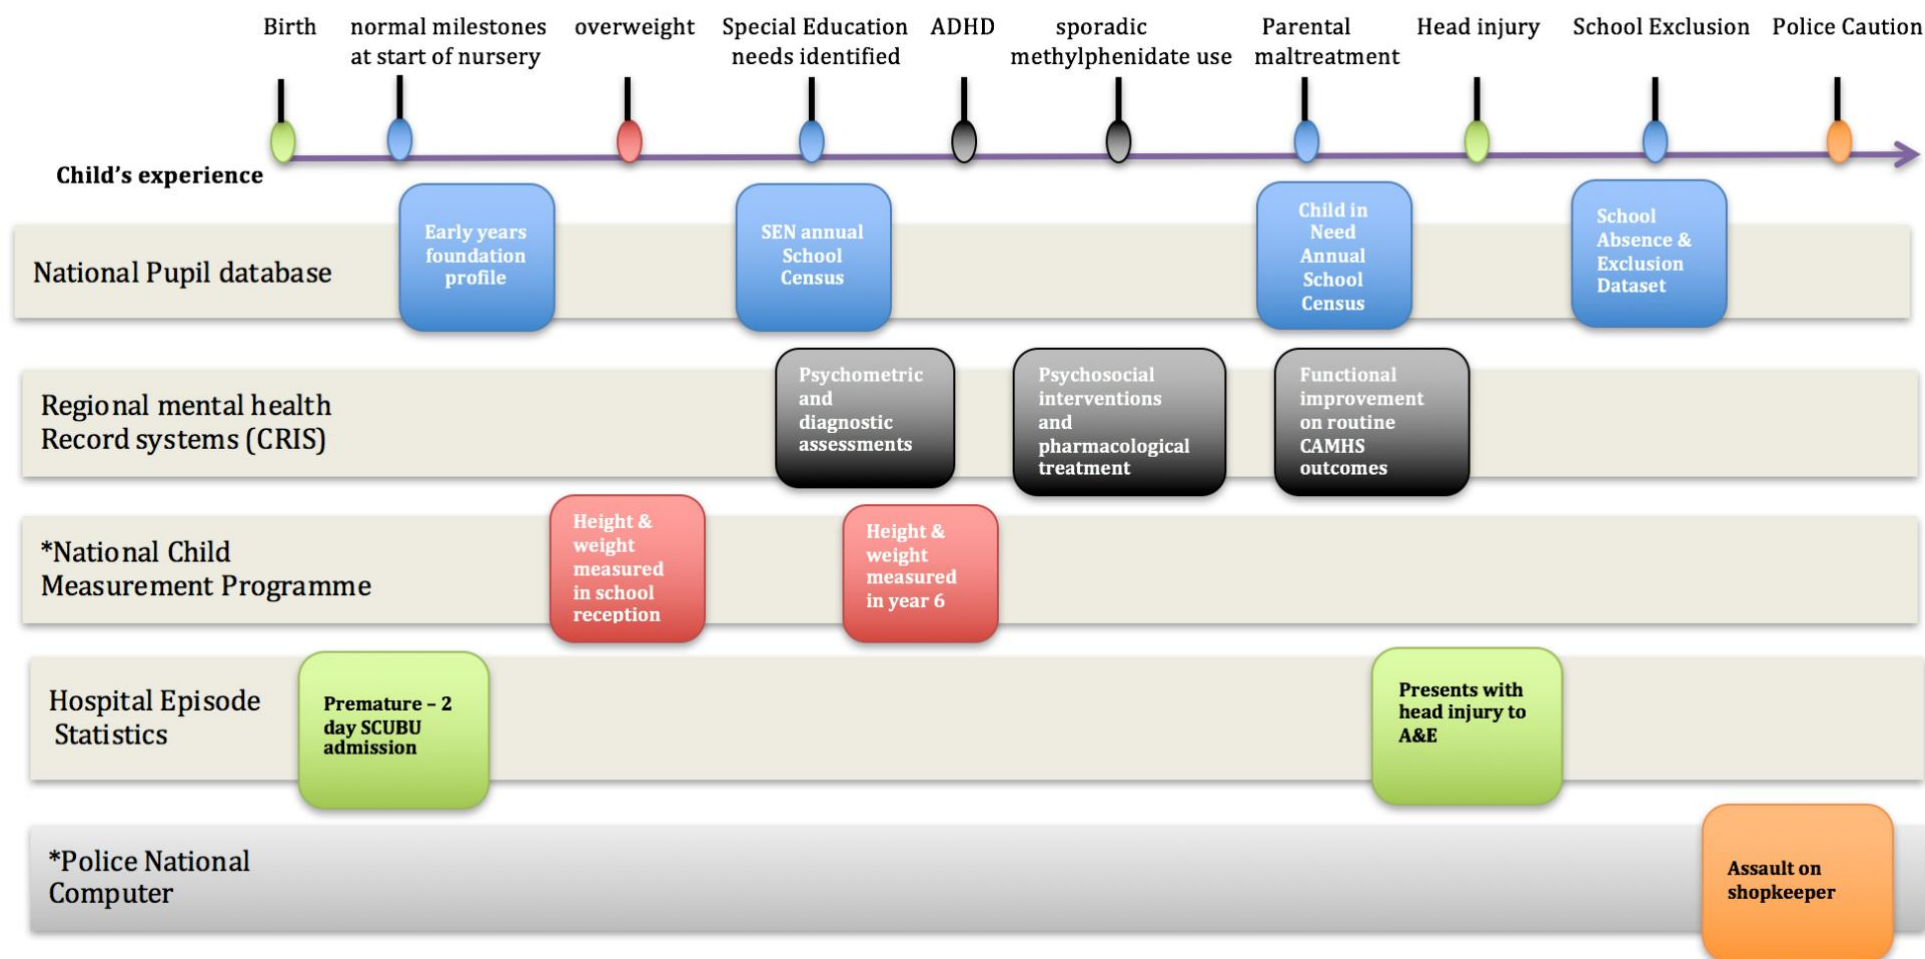 Birth
normal milestones
at start of nursery
overweight
Special Education
needs identified
ADHD
sporadic
methylphenidate use
Parental
maltreatment
Head injury
School Exclusion
Police Caution
Child's experience
National Pupil database
Early years
foundation
profile
SEN annual
School
Census
Child in
Need
Annual
School
Census
School
Absence &
Exclusion
Dataset
Regional mental health
Record systems (CRIS)
Psychometric
and
diagnostic
assessments
Psychosocial
interventions
and
pharmacological
treatment
Functional
improvement
on routine
CAMHS
outcomes
*National Child
Measurement Programme
Height &
weight
measured
in school
reception
Height &
weight
measured
in year 6
Hospital Episode
Statistics
Premature – 2
day SCUBU
admission
Presents with
head injury to
A&E
*Police National
Computer
Assault on
shopkeeper